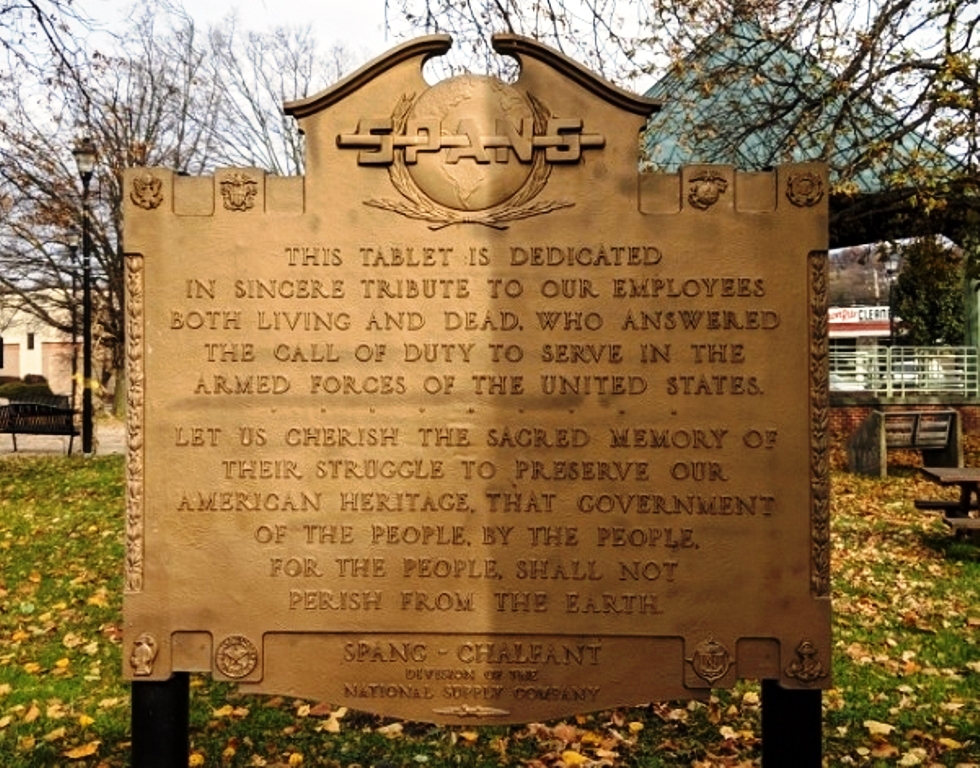 SPANG
THIS TABLET IS DEDICATED
IN SINCERE TRIBUTE TO OUR EMPLOYEES
BOTH LIVING AND DEAD, WHO ANSWERED
THE CALL OF DUTY TO SERVE IN THE
ARMED FORCES OF THE UNITED STATES.
LET US CHERISH THE SACRED MEMORY OF
THEIR STRUGGLE TO PRESERVE OUR
AMERICAN HERITAGE, THAT GOVERNMENT
OF THE PEOPLE, BY THE PEOPLE,
FOR THE PEOPLE, SHALL NOT
PERISH FROM THE EARTH.
SPANG - CHALFANT
DIVISION OF THE
NATIONAL SUPPLY COMPANY